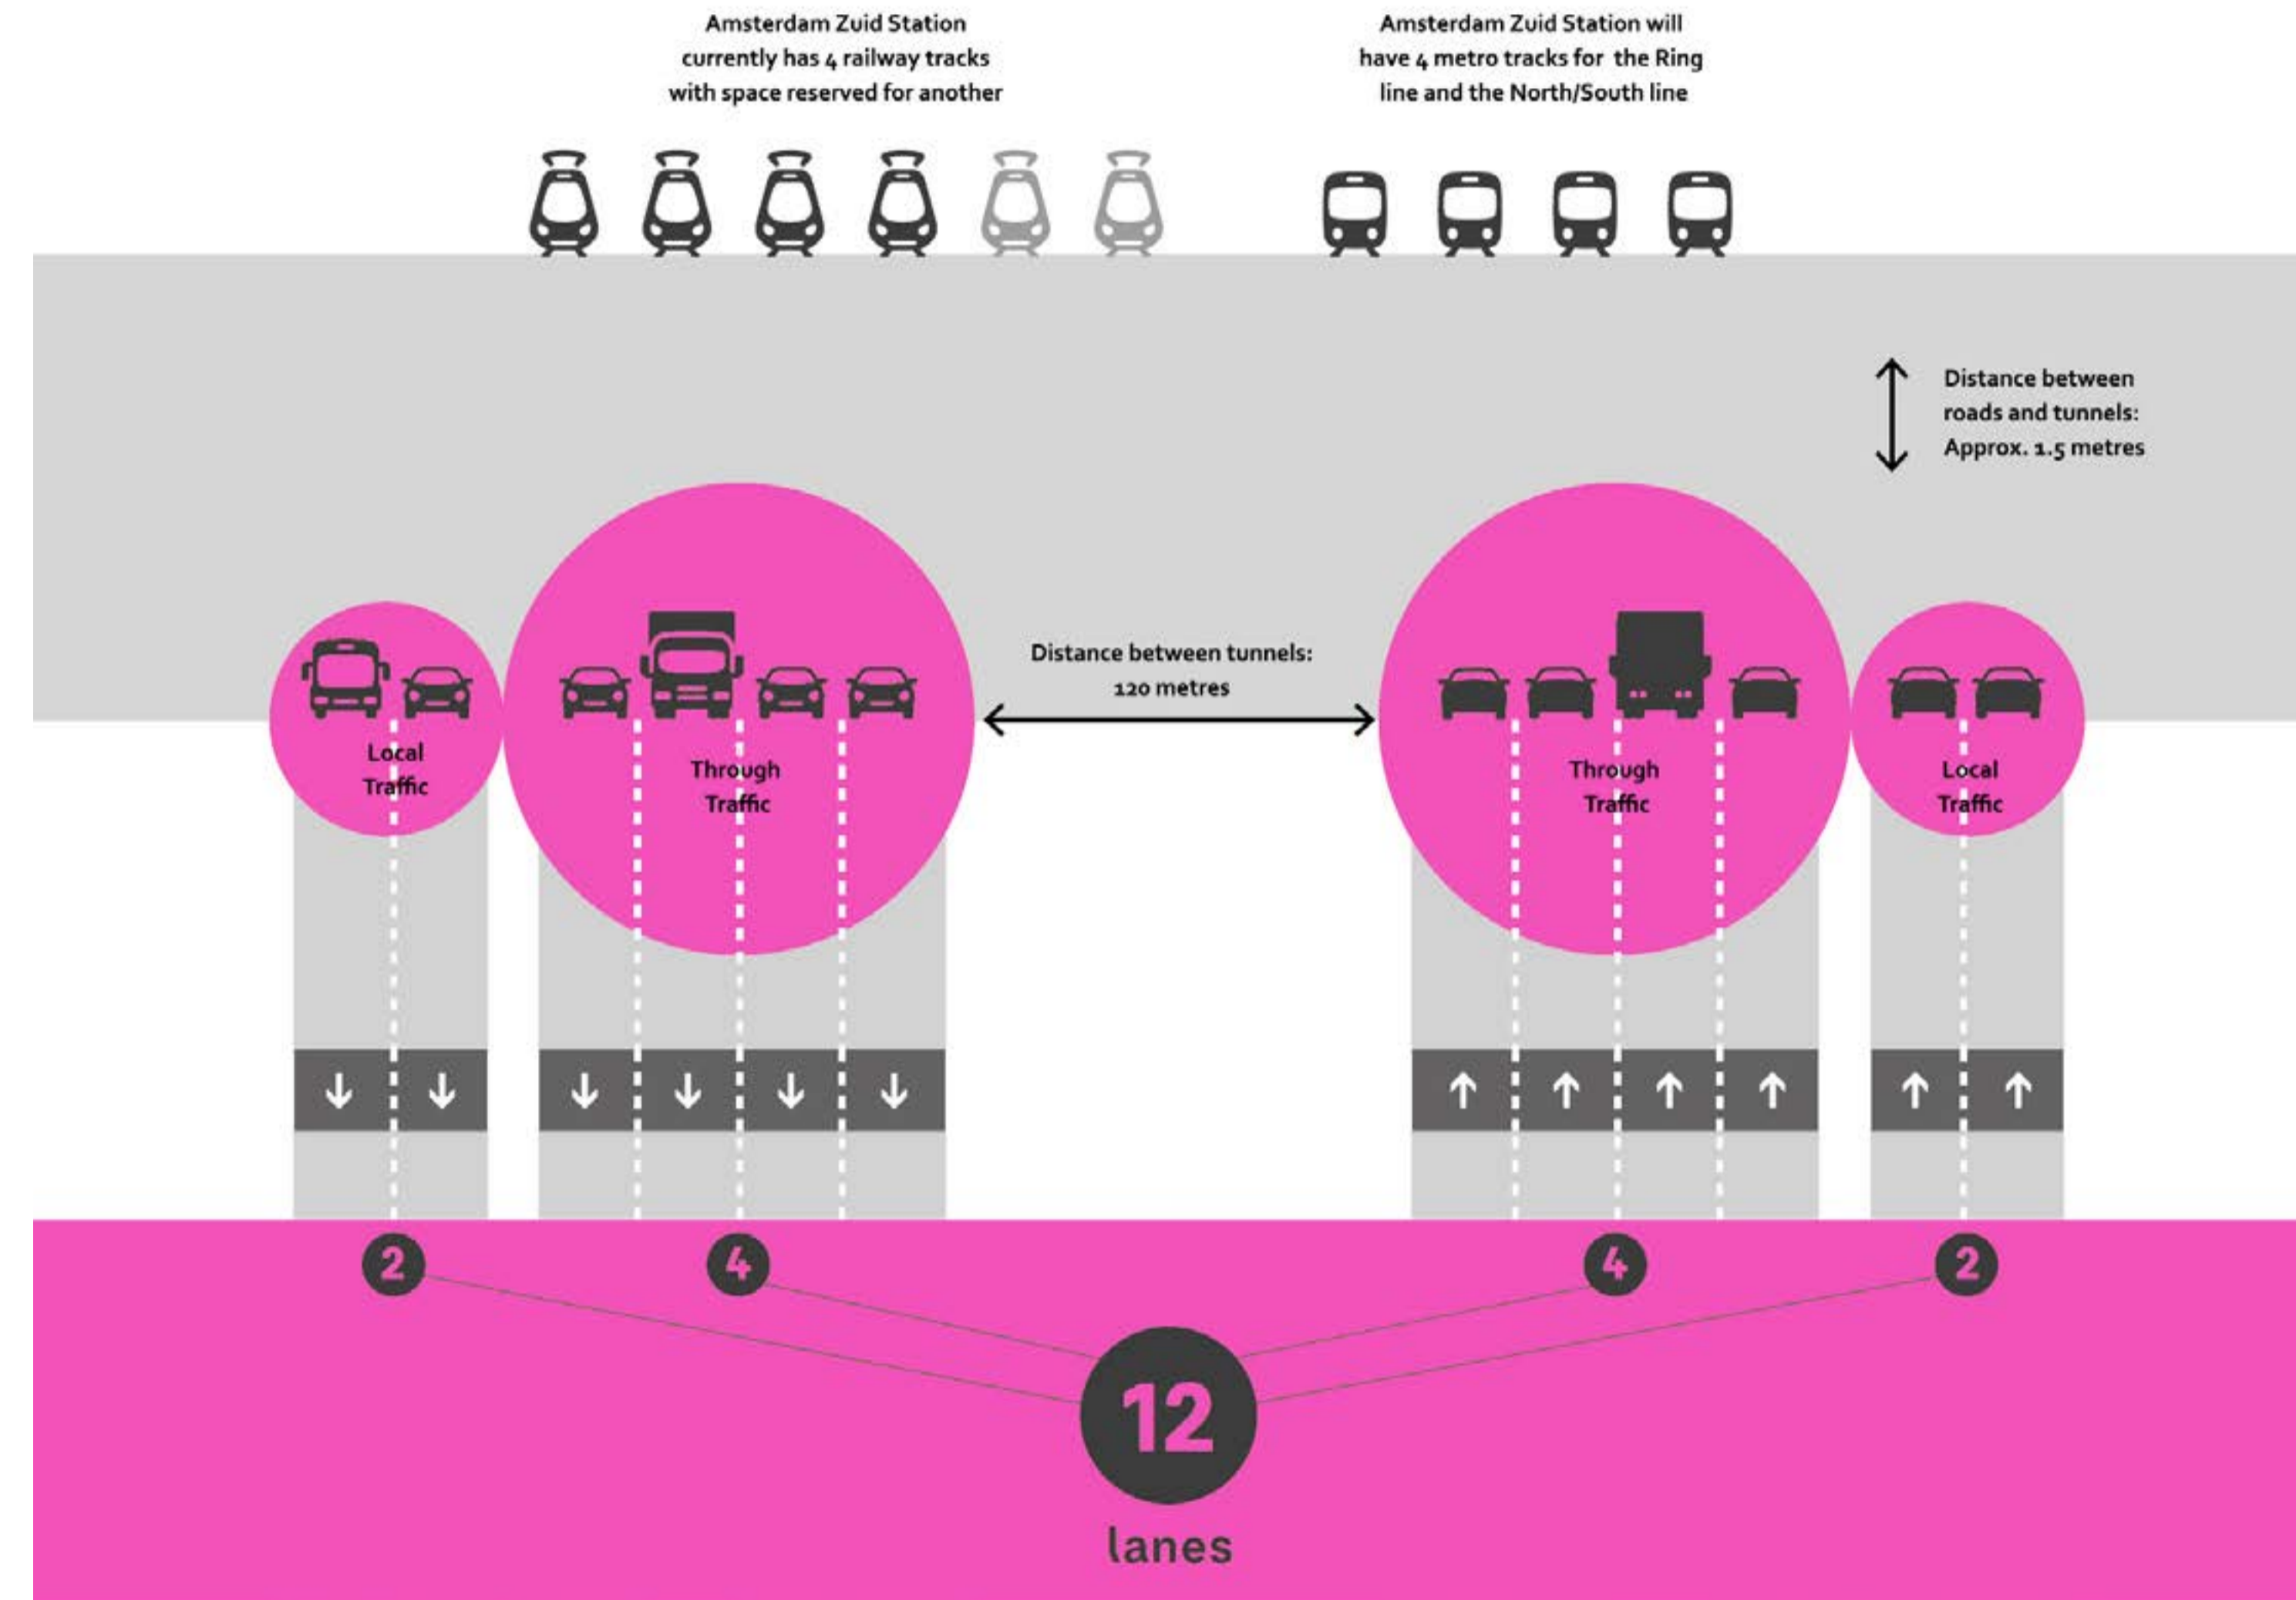 Amsterdam Zuid Station
currently has 4 railway tracks
with space reserved for another
Amsterdam Zuid Station will
have 4 metro tracks for the Ring
line and the North/South line
Distance between
roads and tunnels:
Approx. 1.5 metres
Distance between tunnels:
120 metres
Local
Traffic
Through
Traffic
Through
Traffic
Local
Traffic
2
4
4
2
12
lanes